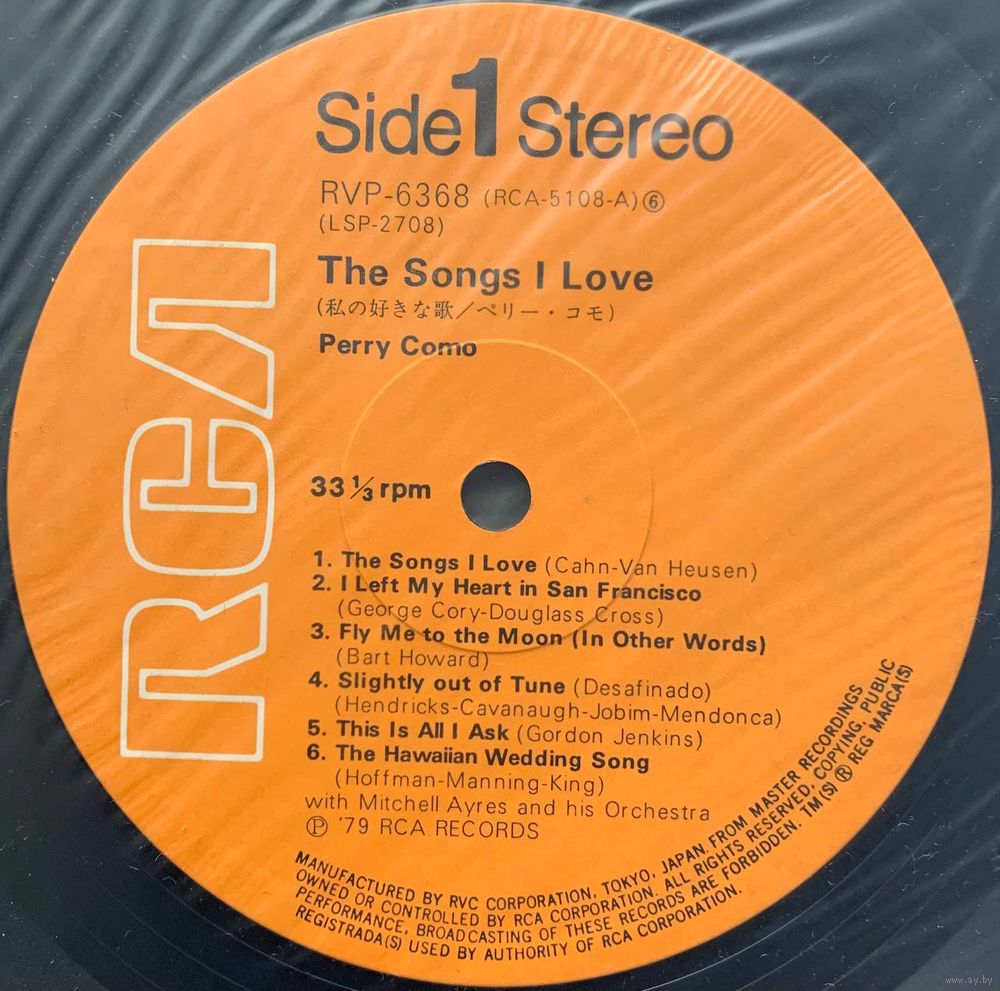 Side 1 Stereo
RVP-6368 (RCA-5108-A)⑥
(LSP-2708)
The Songs I Love
(私の好きな歌／ペリー・コモ)
Perry Como
RCA
33 1/3 rpm
1. The Songs I Love (Cahn-Van Heusen)
2. I Left My Heart in San Francisco
(George Cory-Douglass Cross)
3. Fly Me to the Moon (In Other Words)
(Bart Howard)
4. Slightly out of Tune (Desafinado)
(Hendricks-Cavanaugh-Jobim-Mendonca)
5. This Is All I Ask (Gordon Jenkins)
6. The Hawaiian Wedding Song
(Hoffman-Manning-King)
with Mitchell Ayres and his Orchestra
Ⓟ '79 RCA RECORDS
MANUFACTURED BY RVC CORPORATION, TOKYO, JAPAN. FROM MASTER RECORDINGS
OWNED OR CONTROLLED BY RCA CORPORATION. ALL RIGHTS RESERVED, COPYING, PUBLIC
PERFORMANCE, BROADCASTING OF THESE RECORDS ARE FORBIDDEN. TM(S) ® REG MARCA(S)
REGISTRADA(S) USED BY AUTHORITY OF RCA CORPORATION.
www.ay.by